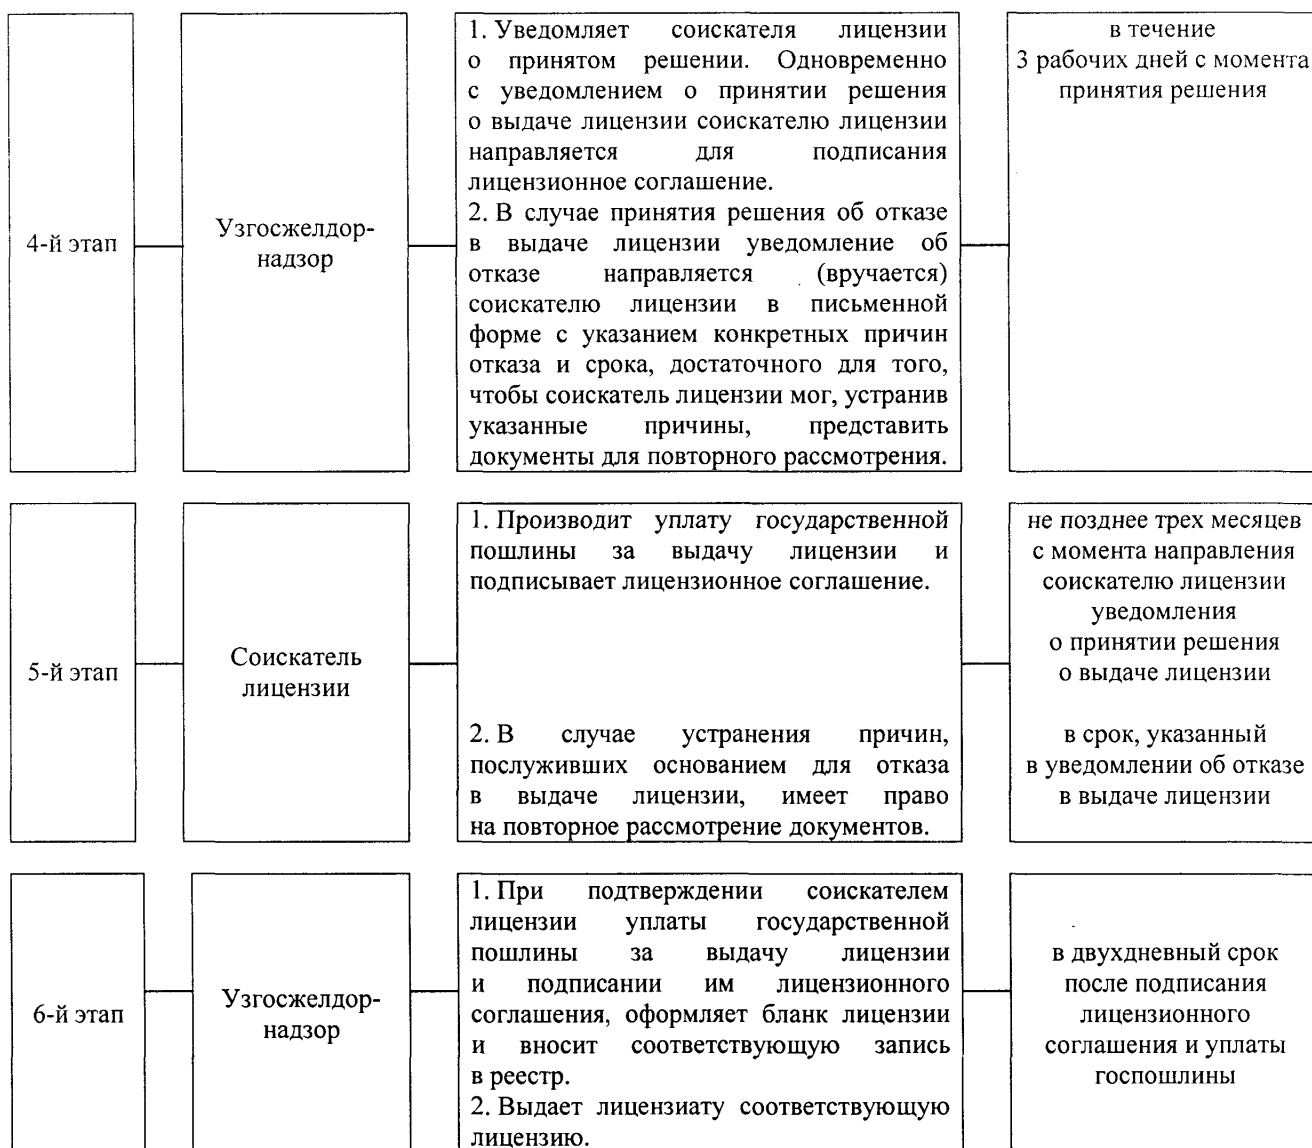 4-й этап
Узгосжелдор-
надзор
1. Уведомляет соискателя лицензии
о принятом решении. Одновременно
с уведомлением о принятии решения
о выдаче лицензии соискателю лицензии
направляется для подписания
лицензионное соглашение.
2. В случае принятия решения об отказе
в выдаче лицензии уведомление об
отказе направляется (вручается)
соискателю лицензии в письменной
форме с указанием конкретных причин
отказа и срока, достаточного для того,
чтобы соискатель лицензии мог, устранив
указанные причины, представить
документы для повторного рассмотрения.
в течение
3 рабочих дней с момента
принятия решения
5-й этап
Соискатель
лицензии
1. Производит уплату государственной
пошлины за выдачу лицензии и
подписывает лицензионное соглашение.
2. В случае устранения причин,
послуживших основанием для отказа
в выдаче лицензии, имеет право
на повторное рассмотрение документов.
не позднее трех месяцев
с момента направления
соискателю лицензии
уведомления
о принятии решения
о выдаче лицензии
в срок, указанный
в уведомлении об отказе
в выдаче лицензии
6-й этап
Узгосжелдор-
надзор
1. При подтверждении соискателем
лицензии уплаты государственной
пошлины за выдачу лицензии
и подписании им лицензионного
соглашения, оформляет бланк лицензии
и вносит соответствующую запись
в реестр.
2. Выдает лицензиату соответствующую
лицензию.
в двухдневный срок
после подписания
лицензионного
соглашения и уплаты
госпошлины